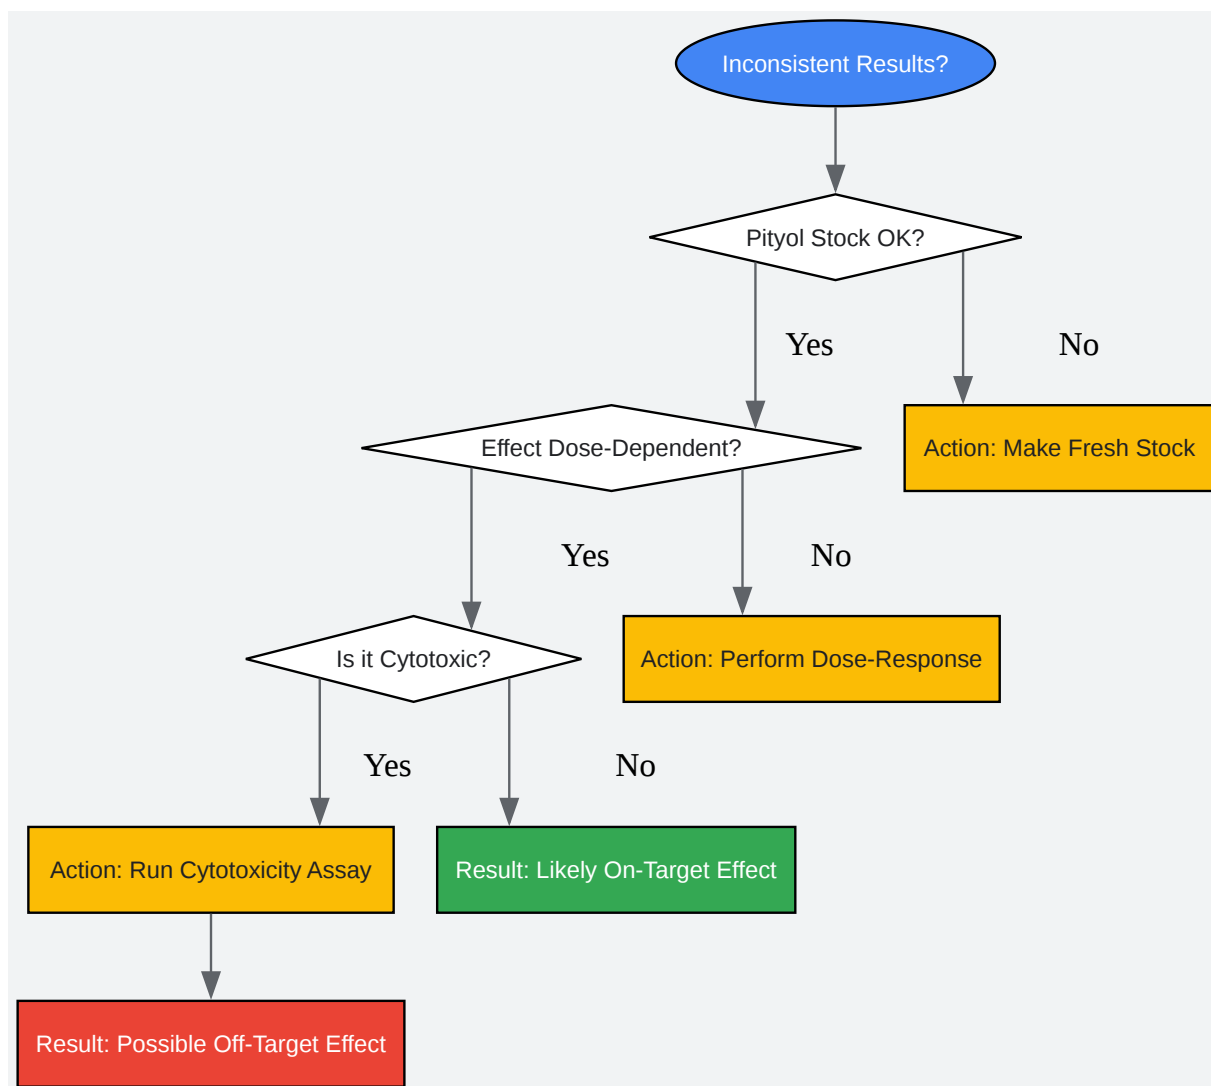 Inconsistent Results?
Pityol Stock OK?
Yes
No
Effect Dose-Dependent?
Action: Make Fresh Stock
Yes
No
Is it Cytotoxic?
Action: Perform Dose-Response
Yes
No
Action: Run Cytotoxicity Assay
Result: Likely On-Target Effect
Result: Possible Off-Target Effect